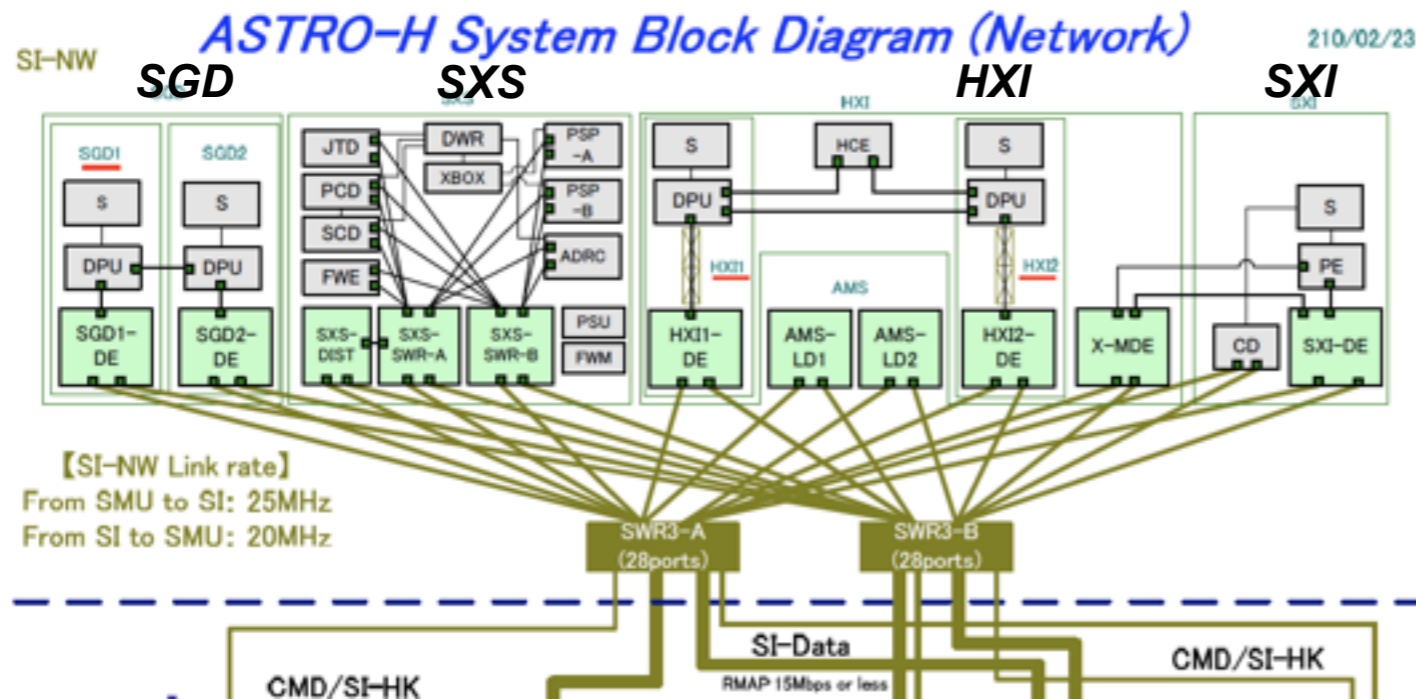 ASTRO-H System Block Diagram (Network)
210/02/23
SI-NW
SGD
SXS
HXI
SXI
HXI
SXI
SGD1
SGD2
S
DPU
SGD1-
DE
S
DPU
SGD2-
DE
JTD
PCD
SCD
FWE
DWR
XBOX
PSP
-A
PSP
-B
ADRC
SXS-
DIST
SXS-
SWR-A
SXS-
SWR-B
PSU
FWM
S
DPU
HXI1
HXI1-
DE
HCE
AMS
AMS-
LD1
AMS-
LD2
S
DPU
HXI2
HXI2-
DE
X-MDE
S
PE
CD
SXI-DE
【SI-NW Link rate】
From SMU to SI: 25MHz
From SI to SMU: 20MHz
SWR3-A
(28ports)
SWR3-B
(28ports)
SI-Data
RMAP 15Mbps or less
CMD/SI-HK
CMD/SI-HK